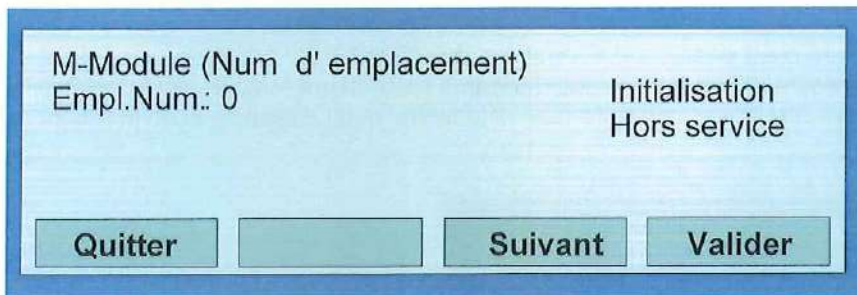 M-Module (Num d' emplacement)
Empl.Num.: 0
Initialisation
Hors service
Quitter
Suivant
Valider